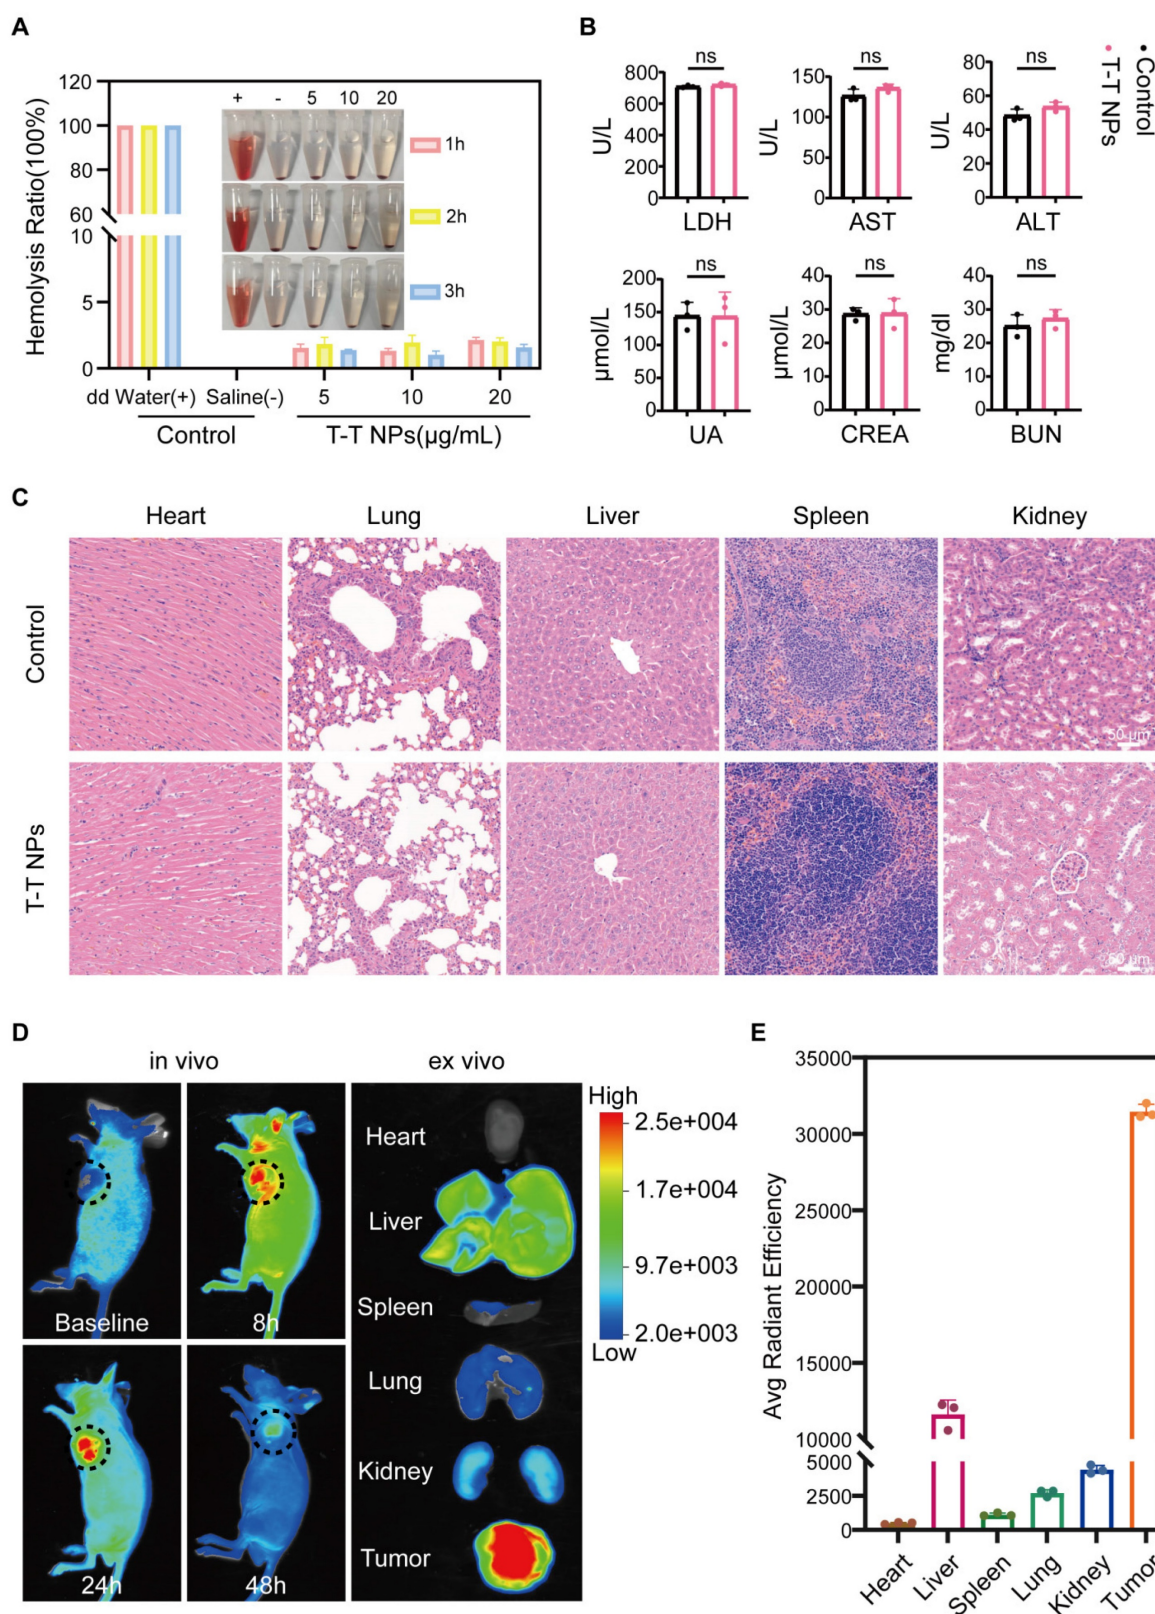 A
Hemolysis Ratio(100%)
120
100
80
60
10
5
0
+ - 5 10 20
1h
2h
3h
dd Water(+) Saline(-) 5 10 20
Control T-T NPs(μg/mL)
B
Control
T-T NPs
ns
U/L
800
600
400
200
0
LDH
ns
U/L
150
100
50
0
AST
ns
U/L
80
60
40
20
0
ALT
ns
μmol/L
200
150
100
50
0
UA
ns
μmol/L
40
30
20
10
0
CREA
ns
mg/dl
40
30
20
10
0
BUN
C
Heart Lung Liver Spleen Kidney
Control
50 μm
T-T NPs
50 μm
D
in vivo ex vivo
Baseline
8h
24h
48h
Heart
Liver
Spleen
Lung
Kidney
Tumor
High
2.5e+004
1.7e+004
9.7e+003
2.0e+003
Low
E
Avg Radiant Efficiency
35000
30000
25000
20000
15000
10000
5000
2500
0
Heart
Liver
Spleen
Lung
Kidney
Tumor